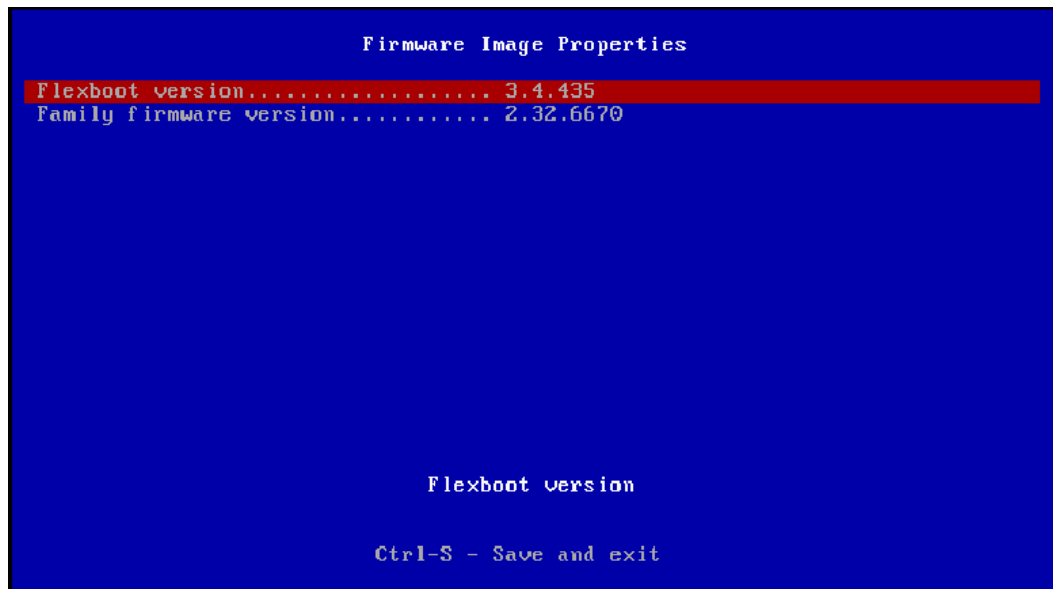 Firmware Image Properties
Flexboot version................... 3.4.435
Family firmware version............ 2.32.6670
Flexboot version
Ctrl-S - Save and exit